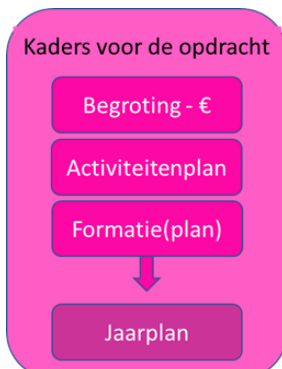 Kaders voor de opdracht
Begroting - €
Activiteitenplan
Formatie(plan)
Jaarplan